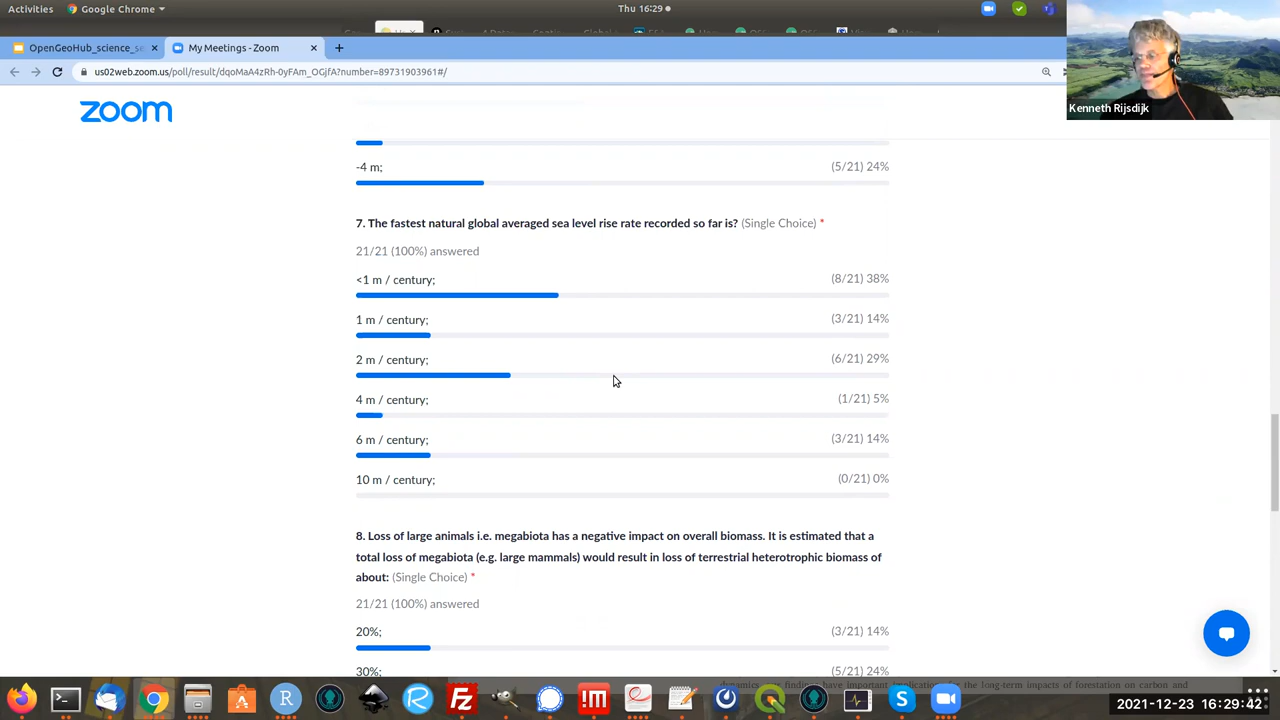 Activities
Google Chrome
Thu 16:29
OpenGeoHub_science_se
My Meetings - Zoom
us02web.zoom.us/poll/result/dqoMaA4zRh-0yFAm_OGjfA?number=89731903961#/
Kenneth Rijsdijk
zoom
-4 m; (5/21) 24%
7. The fastest natural global averaged sea level rise rate recorded so far is? (Single Choice) *
21/21 (100%) answered
<1 m / century; (8/21) 38%
1 m / century; (3/21) 14%
2 m / century; (6/21) 29%
4 m / century; (1/21) 5%
6 m / century; (3/21) 14%
10 m / century; (0/21) 0%
8. Loss of large animals i.e. megabiota has a negative impact on overall biomass. It is estimated that a
total loss of megabiota (e.g. large mammals) would result in loss of terrestrial heterotrophic biomass of
about: (Single Choice) *
21/21 (100%) answered
20%; (3/21) 14%
30%; (5/21) 24%
2021-12-23 16:29:42